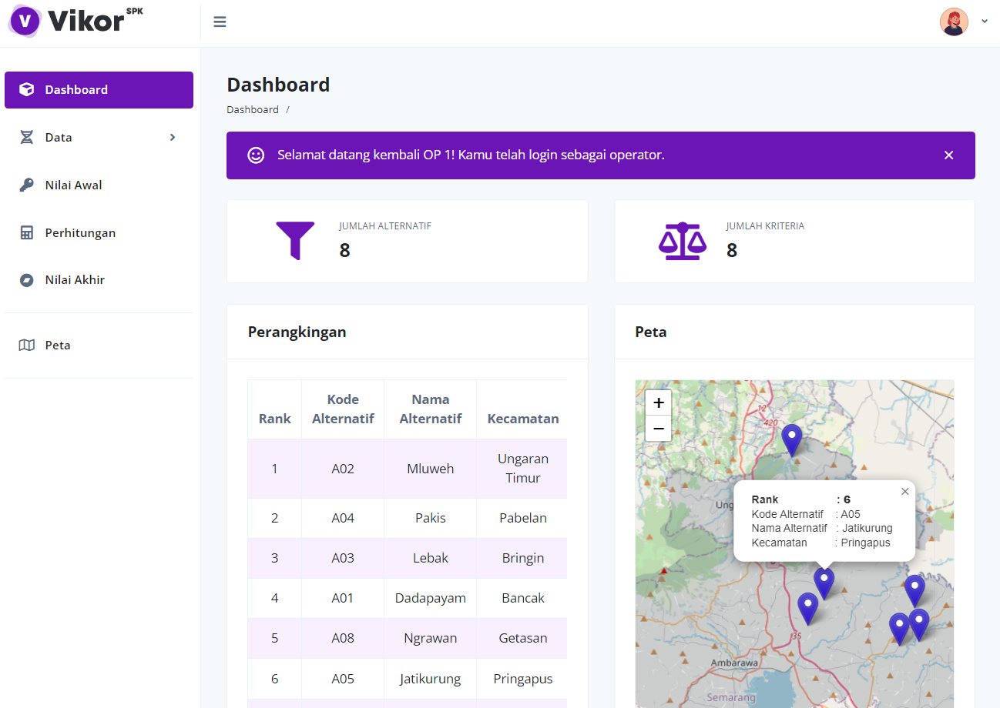 V Vikor SPK
Dashboard
Data
Nilai Awal
Perhitungan
Nilai Akhir
Peta
Dashboard
Dashboard /
Selamat datang kembali OP 1! Kamu telah login sebagai operator. ×
JUMLAH ALTERNATIF
8
JUMLAH KRITERIA
8
Perangkingan
Rank Kode Alternatif Nama Alternatif Kecamatan
1 A02 Mluweh Ungaran Timur
2 A04 Pakis Pabelan
3 A03 Lebak Bringin
4 A01 Dadapayam Bancak
5 A08 Ngrawan Getasan
6 A05 Jatikurung Pringapus
Peta
+
−
12
420
Ung
×
Rank : 6
Kode Alternatif : A05
Nama Alternatif : Jatikurung
Kecamatan : Pringapus
Ambarawa
Semarang